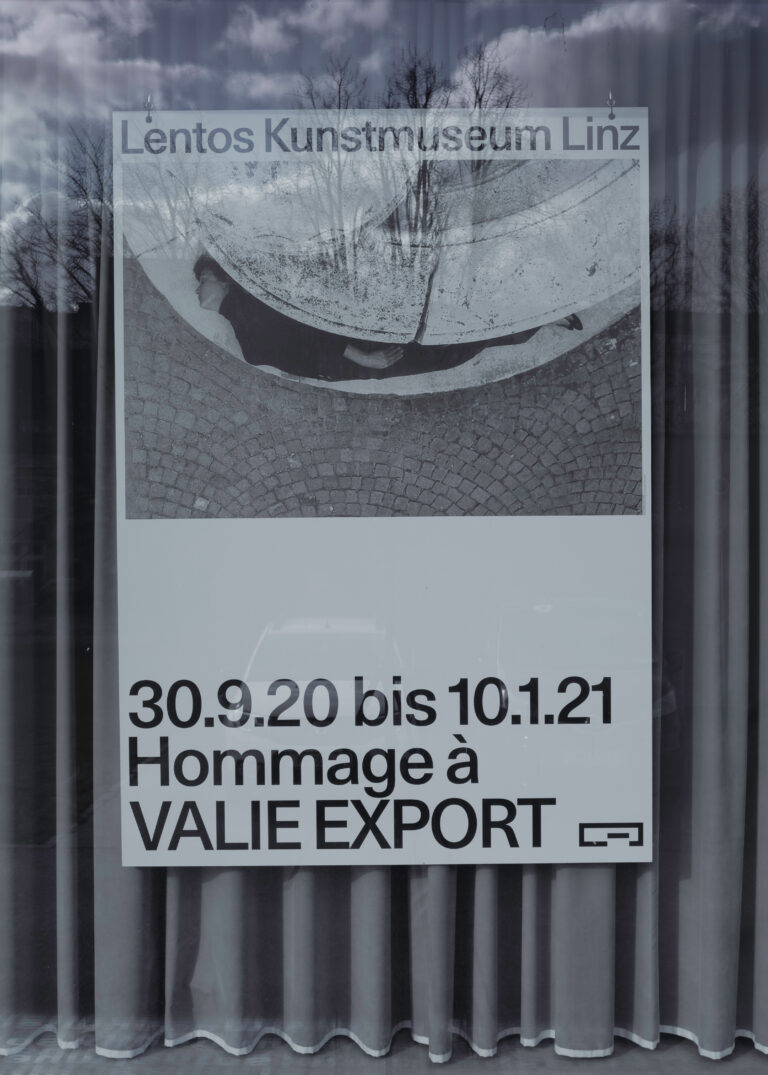 Lentos Kunstmuseum Linz
30.9.20 bis 10.1.21
Hommage à
VALIE EXPORT